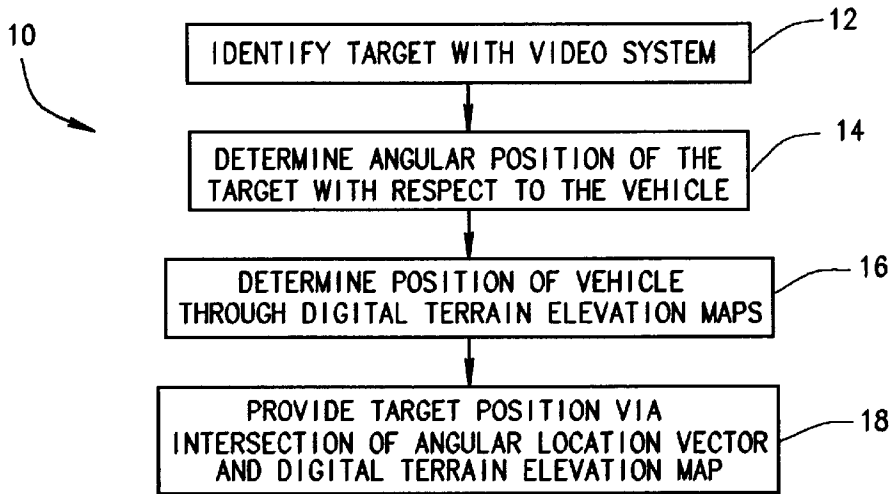 10
12
IDENTIFY TARGET WITH VIDEO SYSTEM
14
DETERMINE ANGULAR POSITION OF THE
TARGET WITH RESPECT TO THE VEHICLE
16
DETERMINE POSITION OF VEHICLE
THROUGH DIGITAL TERRAIN ELEVATION MAPS
18
PROVIDE TARGET POSITION VIA
INTERSECTION OF ANGULAR LOCATION VECTOR
AND DIGITAL TERRAIN ELEVATION MAP